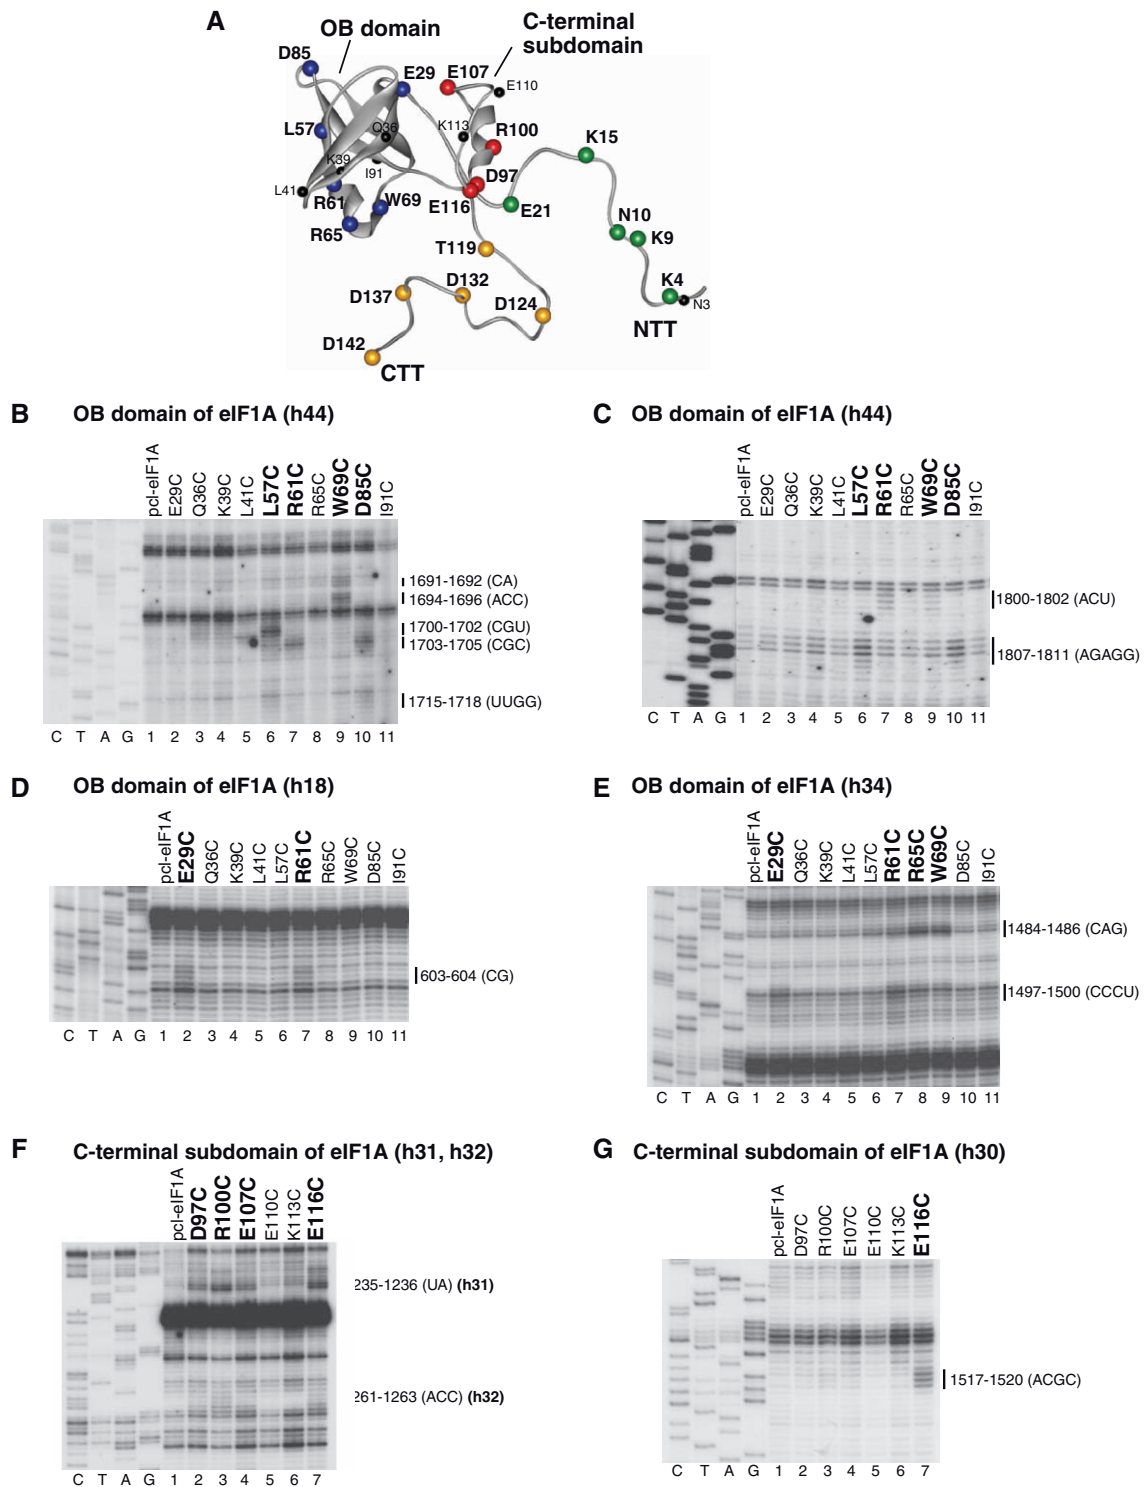 A
OB domain
C-terminal
subdomain
D85
E29
E107
E110
L57
Q36
K113
R100
K15
K39
I91
D97
L41
R61
W69
E116
E21
N10
R65
K9
T119
D132
K4
D137
D124
N3
NTT
D142
CTT
B OB domain of eIF1A (h44)
pcl-eIF1A E29C Q36C K39C L41C L57C R61C R65C W69C D85C I91C
1691-1692 (CA)
1694-1696 (ACC)
1700-1702 (CGU)
1703-1705 (CGC)
1715-1718 (UUGG)
C T A G 1 2 3 4 5 6 7 8 9 10 11
C OB domain of eIF1A (h44)
pcl-eIF1A E29C Q36C K39C L41C L57C R61C R65C W69C D85C I91C
1800-1802 (ACU)
1807-1811 (AGAGG)
C T A G 1 2 3 4 5 6 7 8 9 10 11
D OB domain of eIF1A (h18)
pcl-eIF1A E29C Q36C K39C L41C L57C R61C R65C W69C D85C I91C
603-604 (CG)
C T A G 1 2 3 4 5 6 7 8 9 10 11
E OB domain of eIF1A (h34)
pcl-eIF1A E29C Q36C K39C L41C L57C R61C R65C W69C D85C I91C
1484-1486 (CAG)
1497-1500 (CCCU)
C T A G 1 2 3 4 5 6 7 8 9 10 11
F C-terminal subdomain of eIF1A (h31, h32)
pcl-eIF1A D97C R100C E107C E110C K113C E116C
235-1236 (UA) (h31)
261-1263 (ACC) (h32)
C T A G 1 2 3 4 5 6 7
G C-terminal subdomain of eIF1A (h30)
pcl-eIF1A D97C R100C E107C E110C K113C E116C
1517-1520 (ACGC)
C T A G 1 2 3 4 5 6 7